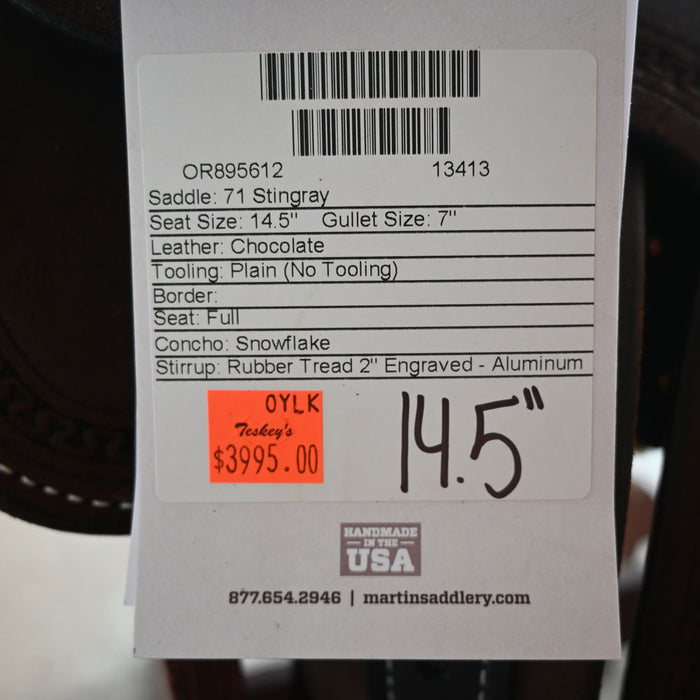 OR895612 13413
Saddle: 71 Stingray
Seat Size: 14.5" Gullet Size: 7"
Leather: Chocolate
Tooling: Plain (No Tooling)
Border:
Seat: Full
Concho: Snowflake
Stirrup: Rubber Tread 2" Engraved - Aluminum
OYLK
Teskey's
$3995.00
14.5"
HANDMADE
IN THE
USA
877.654.2946 | martinsaddlery.com